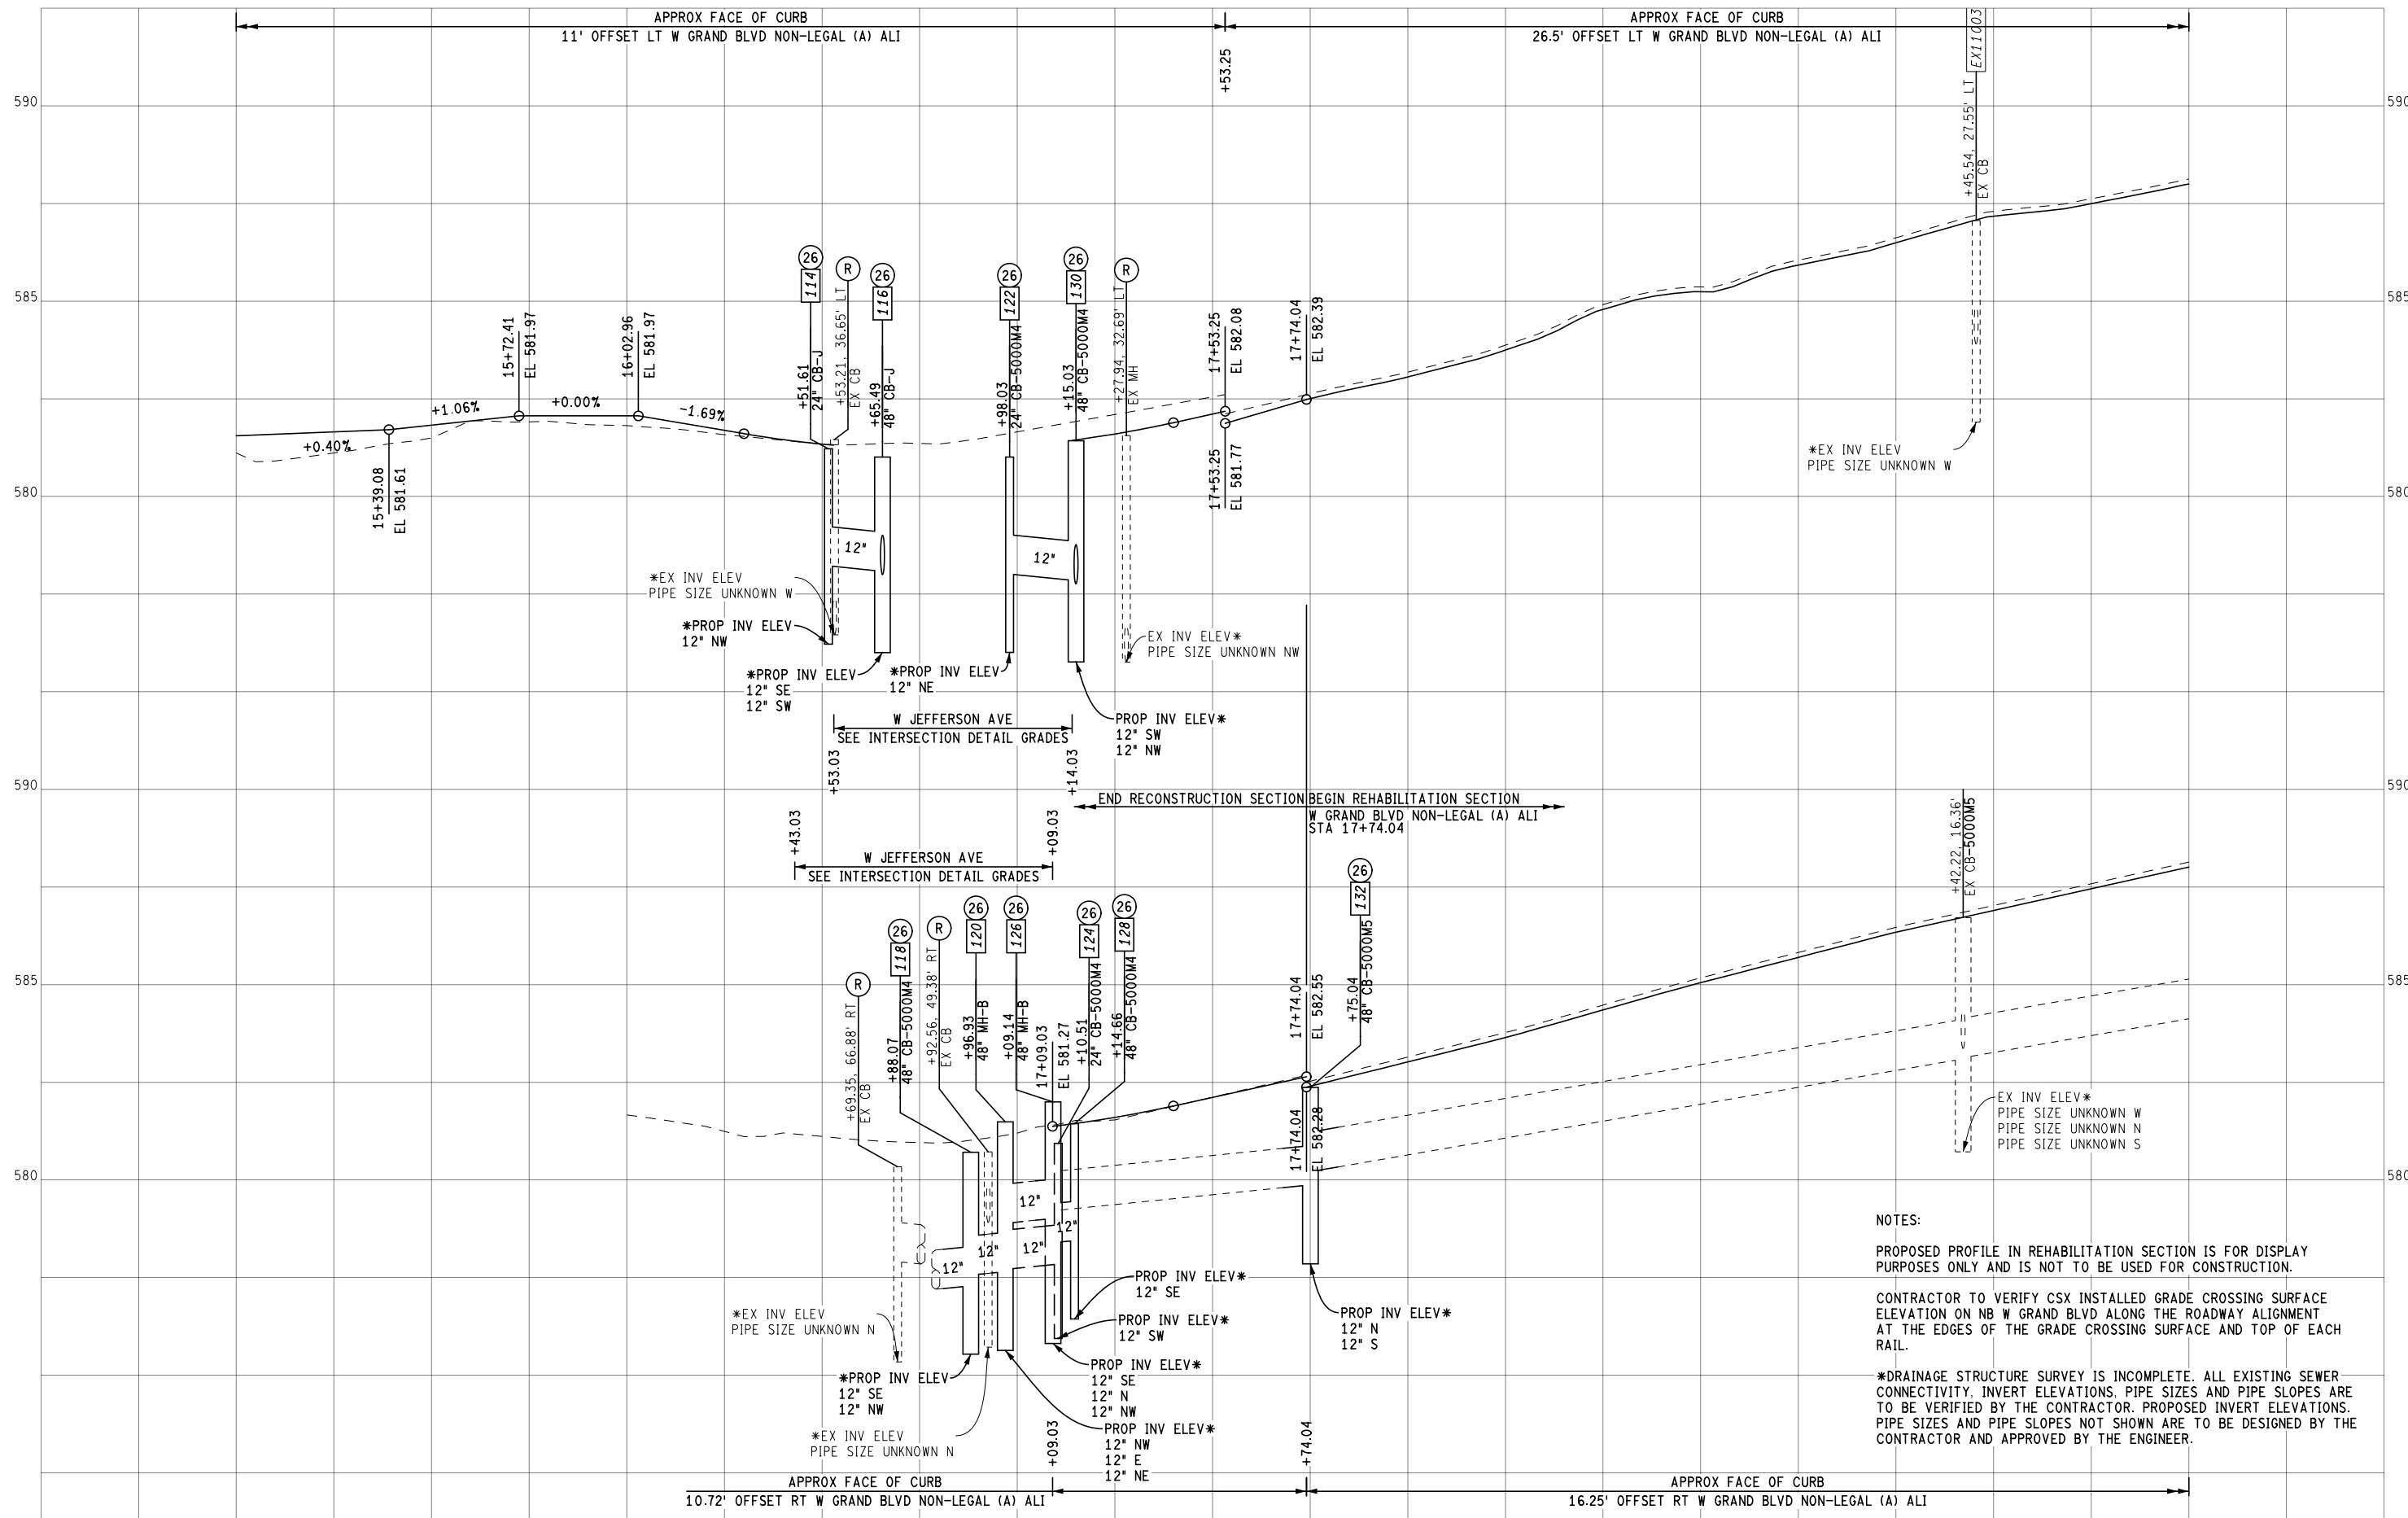 APPROX FACE OF CURB
11' OFFSET LT W GRAND BLVD NON-LEGAL (A) ALI
APPROX FACE OF CURB
26.5' OFFSET LT W GRAND BLVD NON-LEGAL (A) ALI
EX11003
+53.25
590
590
+45.54, 27.55' LT
EX CB
585
585
26
114
+51.61
24" CB-J
R
+53.21, 36.65' LT
EX CB
26
116
+65.49
48" CB-J
26
122
+98.03
24" CB-5000M4
26
130
+15.03
48" CB-5000M4
R
+27.94, 32.69' LT
EX MH
17+53.25
EL 582.08
17+74.04
EL 582.39
15+72.41
EL 581.97
16+02.96
EL 581.97
+1.06%
+0.00%
-1.69%
+0.40%
15+39.08
EL 581.61
17+53.25
EL 581.77
*EX INV ELEV
PIPE SIZE UNKNOWN W
580
580
12"
12"
*EX INV ELEV
PIPE SIZE UNKNOWN W
*PROP INV ELEV
12" NW
*PROP INV ELEV
12" SE
12" SW
*PROP INV ELEV
12" NE
EX INV ELEV*
PIPE SIZE UNKNOWN NW
PROP INV ELEV*
12" SW
12" NW
W JEFFERSON AVE
SEE INTERSECTION DETAIL GRADES
+53.03
+14.03
590
590
END RECONSTRUCTION SECTION
BEGIN REHABILITATION SECTION
W GRAND BLVD NON-LEGAL (A) ALI
STA 17+74.04
+43.03
+09.03
W JEFFERSON AVE
SEE INTERSECTION DETAIL GRADES
+42.22, 16.36'
EX CB-5000M5
585
585
R
+69.35, 66.88' RT
EX CB
26
118
+88.07
48" CB-5000M4
R
+92.56, 49.38' RT
EX CB
26
120
+96.93
48" MH-B
26
126
+09.14
48" MH-B
17+09.03
EL 581.27
26
124
+10.51
24" CB-5000M4
26
128
+14.66
48" CB-5000M4
17+74.04
EL 582.55
26
132
+75.04
48" CB-5000M5
17+74.04
EL 582.28
EX INV ELEV*
PIPE SIZE UNKNOWN W
PIPE SIZE UNKNOWN N
PIPE SIZE UNKNOWN S
580
580
12"
12"
12"
12"
12"
*EX INV ELEV
PIPE SIZE UNKNOWN N
*PROP INV ELEV
12" SE
12" NW
*EX INV ELEV
PIPE SIZE UNKNOWN N
PROP INV ELEV*
12" SE
PROP INV ELEV*
12" SW
PROP INV ELEV*
12" SE
12" N
12" NW
PROP INV ELEV*
12" NW
12" E
12" NE
PROP INV ELEV*
12" N
12" S
NOTES:
PROPOSED PROFILE IN REHABILITATION SECTION IS FOR DISPLAY
PURPOSES ONLY AND IS NOT TO BE USED FOR CONSTRUCTION.
CONTRACTOR TO VERIFY CSX INSTALLED GRADE CROSSING SURFACE
ELEVATION ON NB W GRAND BLVD ALONG THE ROADWAY ALIGNMENT
AT THE EDGES OF THE GRADE CROSSING SURFACE AND TOP OF EACH
RAIL.
*DRAINAGE STRUCTURE SURVEY IS INCOMPLETE. ALL EXISTING SEWER
CONNECTIVITY, INVERT ELEVATIONS, PIPE SIZES AND PIPE SLOPES ARE
TO BE VERIFIED BY THE CONTRACTOR. PROPOSED INVERT ELEVATIONS,
PIPE SIZES AND PIPE SLOPES NOT SHOWN ARE TO BE DESIGNED BY THE
CONTRACTOR AND APPROVED BY THE ENGINEER.
+09.03
+74.04
APPROX FACE OF CURB
10.72' OFFSET RT W GRAND BLVD NON-LEGAL (A) ALI
APPROX FACE OF CURB
16.25' OFFSET RT W GRAND BLVD NON-LEGAL (A) ALI